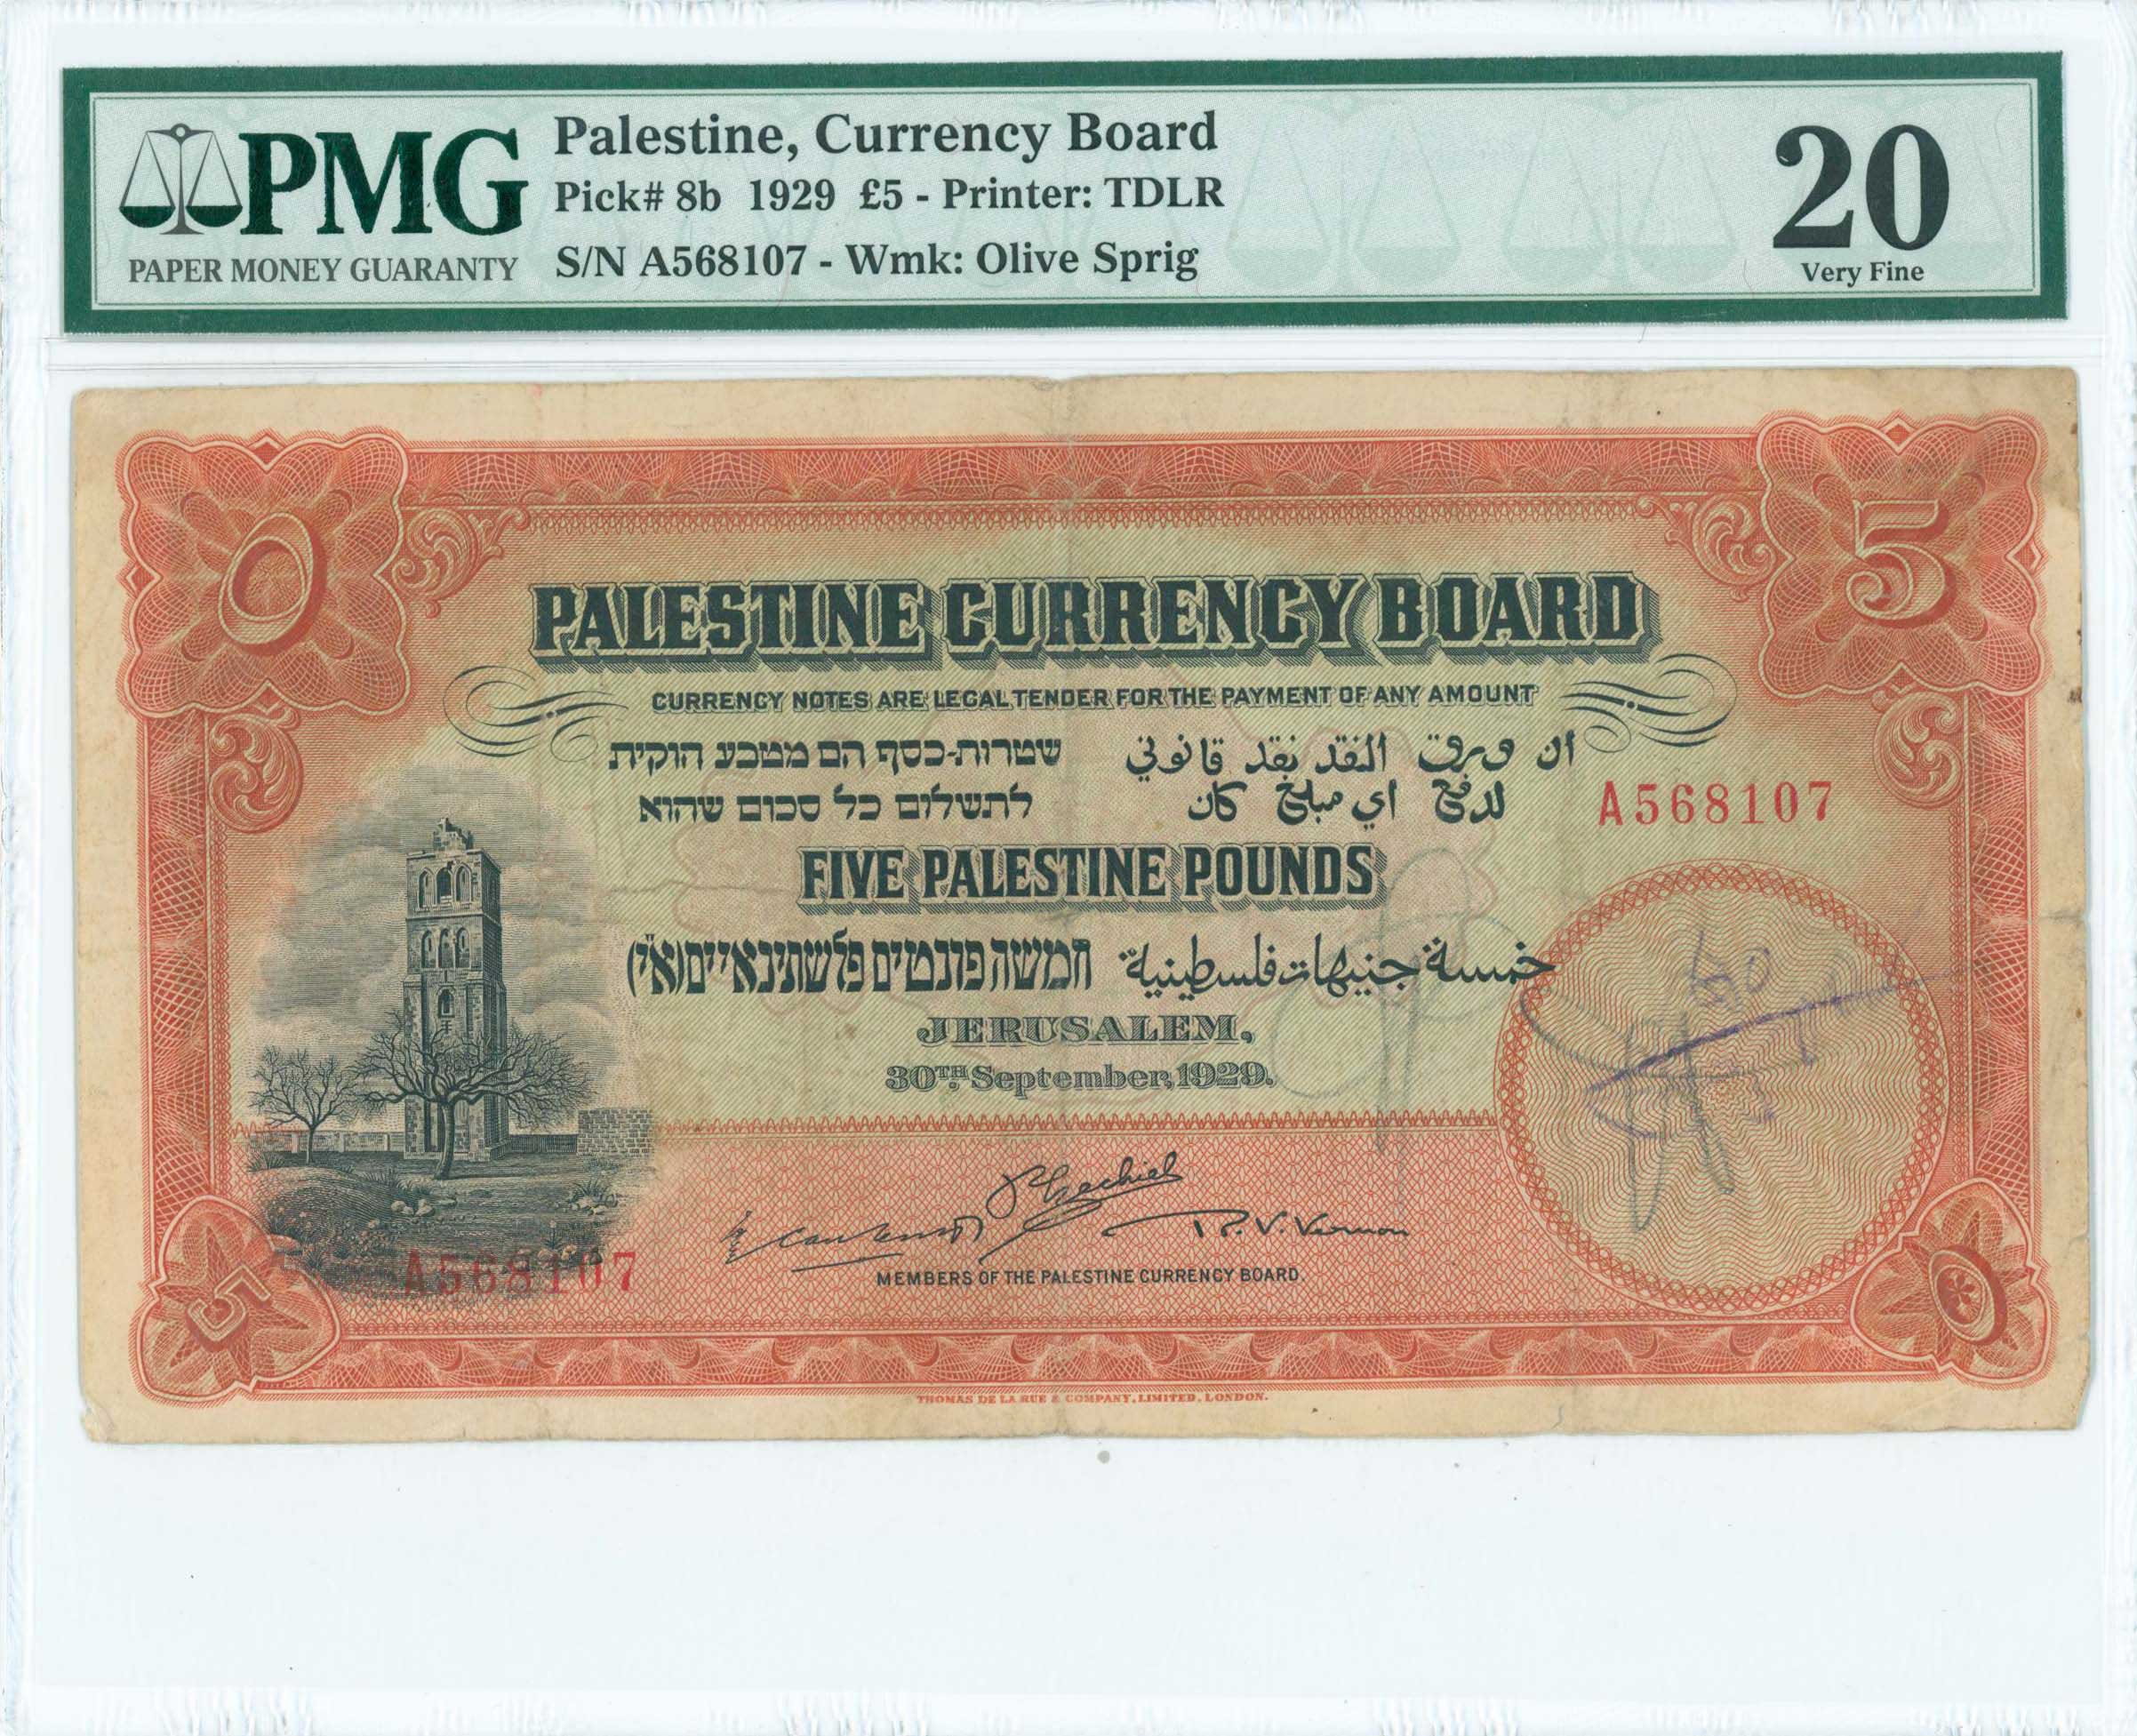 PMG
PAPER MONEY GUARANTY
Palestine, Currency Board
Pick# 8b 1929 £5 - Printer: TDLR
S/N A568107 - Wmk: Olive Sprig
20
Very Fine
٥
5
PALESTINE CURRENCY BOARD
CURRENCY NOTES ARE LEGAL TENDER FOR THE PAYMENT OF ANY AMOUNT
שטרות-כסף הם מטבע חוקית
לתשלום כל סכום שהוא
ان ورق النقد نقد قانوني
لدفع اي مبلغ كان
A568107
FIVE PALESTINE POUNDS
חמשה פונטים פלשתינאיים (א״י)
خمسة جنيهات فلسطينية
JERUSALEM,
30TH September, 1929.
P Ezechiel
R.V. Vernon
MEMBERS OF THE PALESTINE CURRENCY BOARD.
A568107
5
٥
THOMAS DE LA RUE & COMPANY, LIMITED, LONDON.